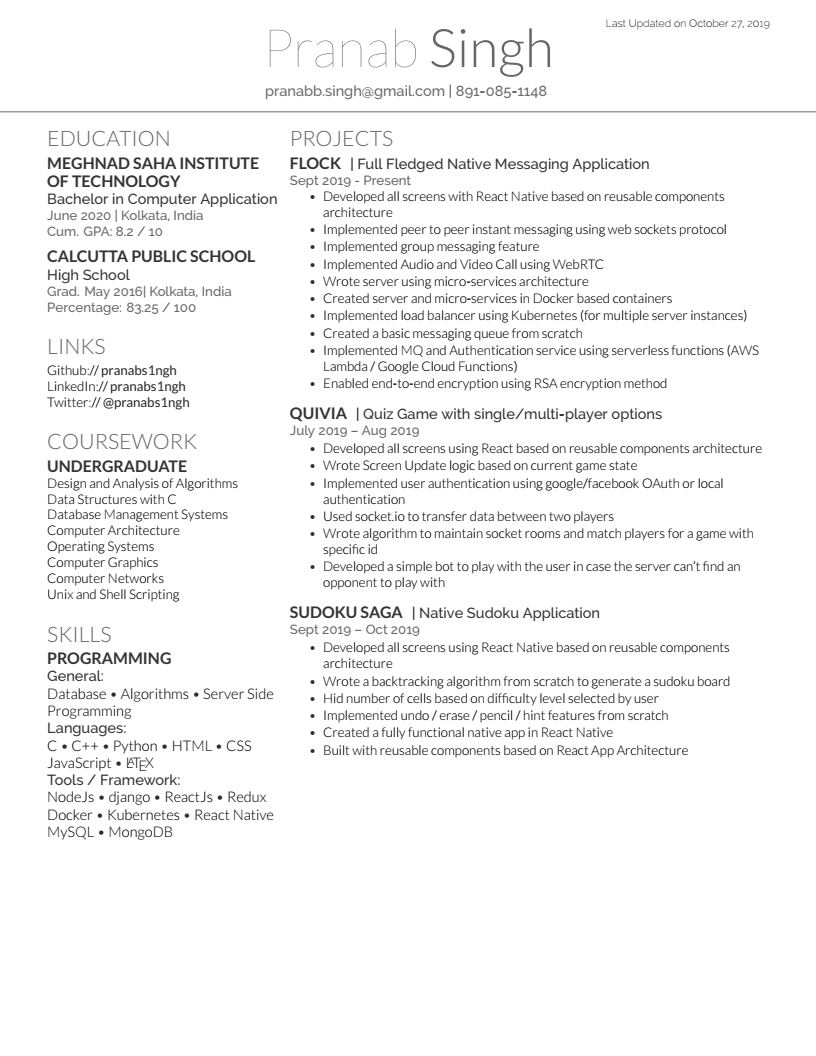 Last Updated on October 27, 2019
Pranab Singh
pranabb.singh@gmail.com | 891-085-1148
EDUCATION
MEGHNAD SAHA INSTITUTE
OF TECHNOLOGY
Bachelor in Computer Application
June 2020 | Kolkata, India
Cum. GPA: 8.2 / 10
CALCUTTA PUBLIC SCHOOL
High School
Grad. May 2016| Kolkata, India
Percentage: 83.25 / 100
LINKS
Github:// pranabs1ngh
LinkedIn:// pranabs1ngh
Twitter:// @pranabs1ngh
COURSEWORK
UNDERGRADUATE
Design and Analysis of Algorithms
Data Structures with C
Database Management Systems
Computer Architecture
Operating Systems
Computer Graphics
Computer Networks
Unix and Shell Scripting
SKILLS
PROGRAMMING
General:
Database • Algorithms • Server Side
Programming
Languages:
C • C++ • Python • HTML • CSS
JavaScript • LATEX
Tools / Framework:
NodeJs • django • ReactJs • Redux
Docker • Kubernetes • React Native
MySQL • MongoDB
PROJECTS
FLOCK | Full Fledged Native Messaging Application
Sept 2019 - Present
• Developed all screens with React Native based on reusable components
architecture
• Implemented peer to peer instant messaging using web sockets protocol
• Implemented group messaging feature
• Implemented Audio and Video Call using WebRTC
• Wrote server using micro-services architecture
• Created server and micro-services in Docker based containers
• Implemented load balancer using Kubernetes (for multiple server instances)
• Created a basic messaging queue from scratch
• Implemented MQ and Authentication service using serverless functions (AWS
Lambda / Google Cloud Functions)
• Enabled end-to-end encryption using RSA encryption method
QUIVIA | Quiz Game with single/multi-player options
July 2019 – Aug 2019
• Developed all screens using React based on reusable components architecture
• Wrote Screen Update logic based on current game state
• Implemented user authentication using google/facebook OAuth or local
authentication
• Used socket.io to transfer data between two players
• Wrote algorithm to maintain socket rooms and match players for a game with
specific id
• Developed a simple bot to play with the user in case the server can't find an
opponent to play with
SUDOKU SAGA | Native Sudoku Application
Sept 2019 – Oct 2019
• Developed all screens using React Native based on reusable components
architecture
• Wrote a backtracking algorithm from scratch to generate a sudoku board
• Hid number of cells based on difficulty level selected by user
• Implemented undo / erase / pencil / hint features from scratch
• Created a fully functional native app in React Native
• Built with reusable components based on React App Architecture